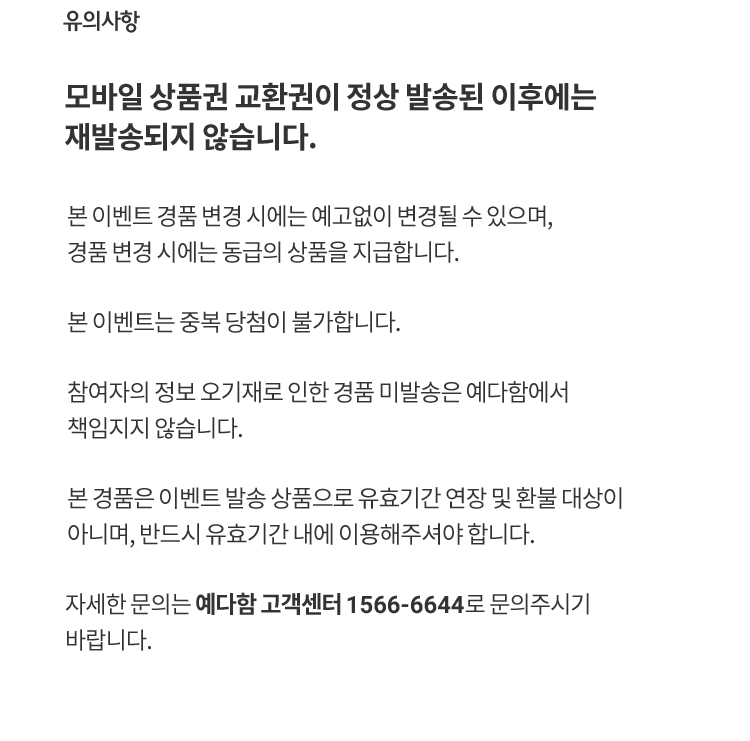 유의사항
모바일 상품권 교환권이 정상 발송된 이후에는
재발송되지 않습니다.
본 이벤트 경품 변경 시에는 예고없이 변경될 수 있으며,
경품 변경 시에는 동급의 상품을 지급합니다.
본 이벤트는 중복 당첨이 불가합니다.
참여자의 정보 오기재로 인한 경품 미발송은 예다함에서
책임지지 않습니다.
본 경품은 이벤트 발송 상품으로 유효기간 연장 및 환불 대상이
아니며, 반드시 유효기간 내에 이용해주셔야 합니다.
자세한 문의는 예다함 고객센터 1566-6644로 문의주시기
바랍니다.